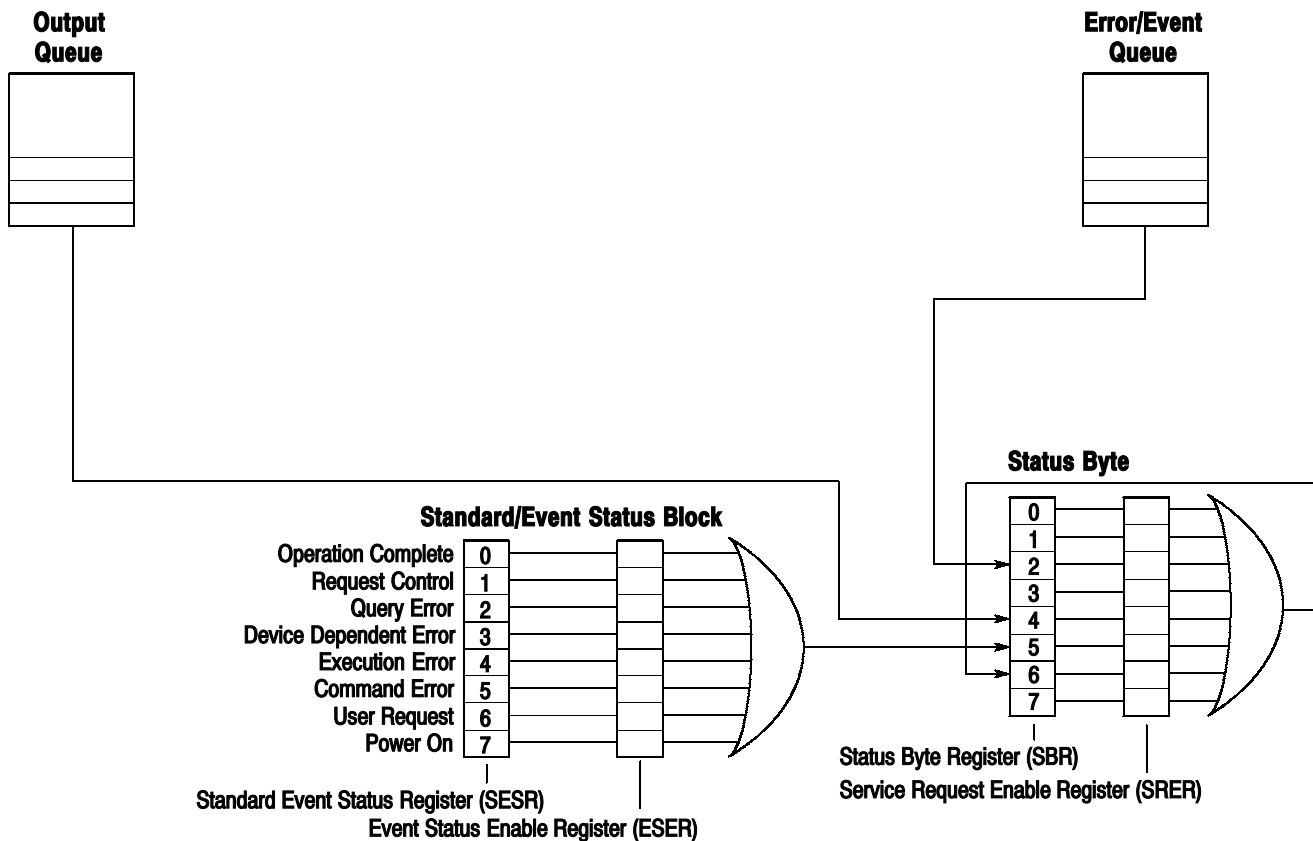 Output
Queue
Error/Event
Queue
Status Byte
0
1
2
3
4
5
6
7
Status Byte Register (SBR)
Service Request Enable Register (SRER)
Standard/Event Status Block
Operation Complete 0
Request Control 1
Query Error 2
Device Dependent Error 3
Execution Error 4
Command Error 5
User Request 6
Power On 7
Standard Event Status Register (SESR)
Event Status Enable Register (ESER)